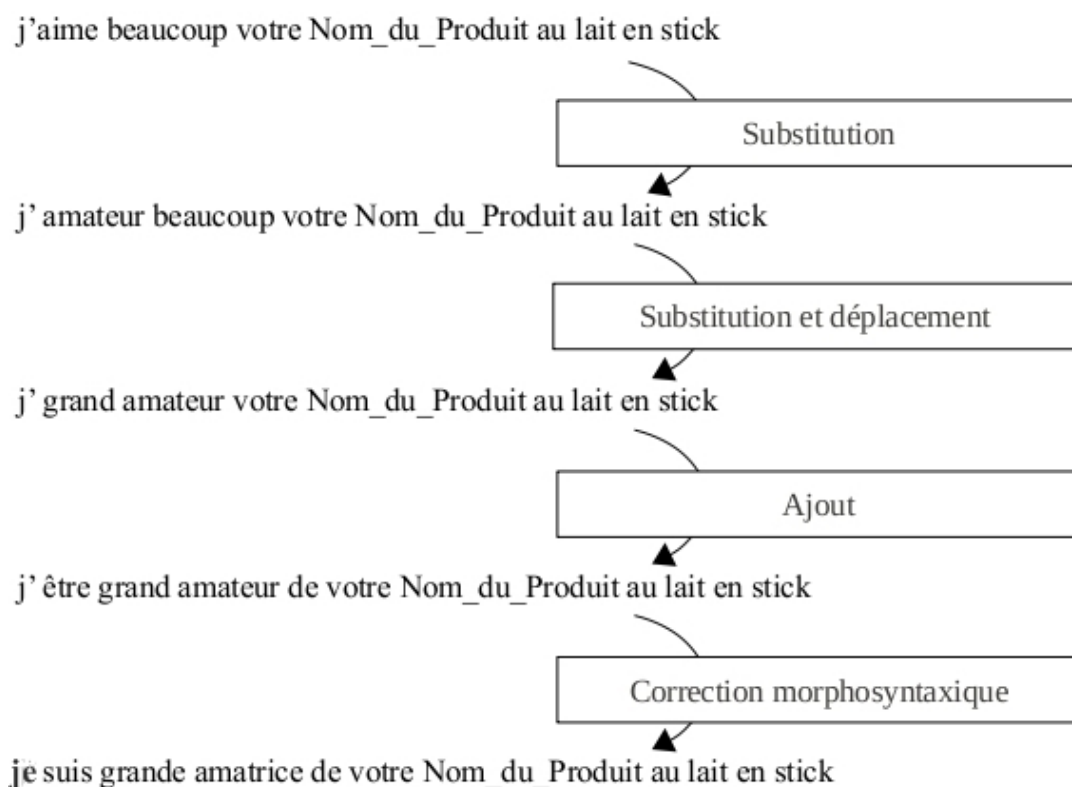 j’aime beaucoup votre Nom_du_Produit au lait en stick
Substitution
j’ amateur beaucoup votre Nom_du_Produit au lait en stick
Substitution et déplacement
j’ grand amateur votre Nom_du_Produit au lait en stick
Ajout
j’ être grand amateur de votre Nom_du_Produit au lait en stick
Correction morphosyntaxique
je suis grande amatrice de votre Nom_du_Produit au lait en stick